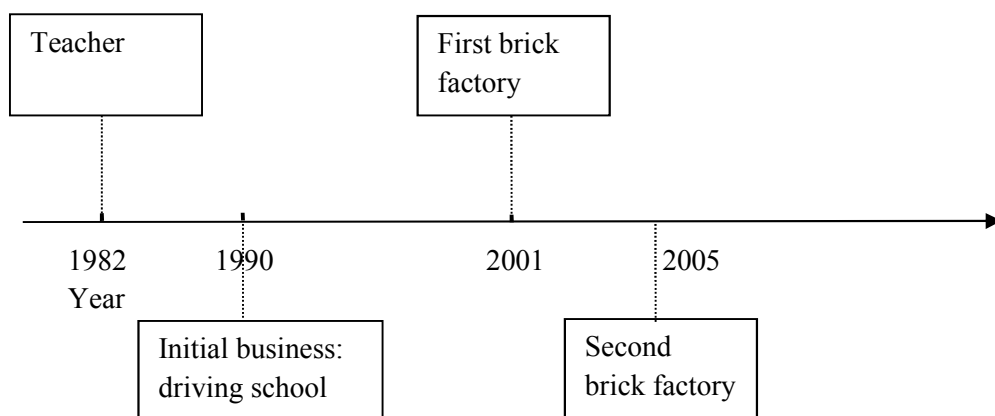 Teacher
First brick
factory
1982
1990
2001
2005
Year
Initial business:
driving school
Second
brick factory